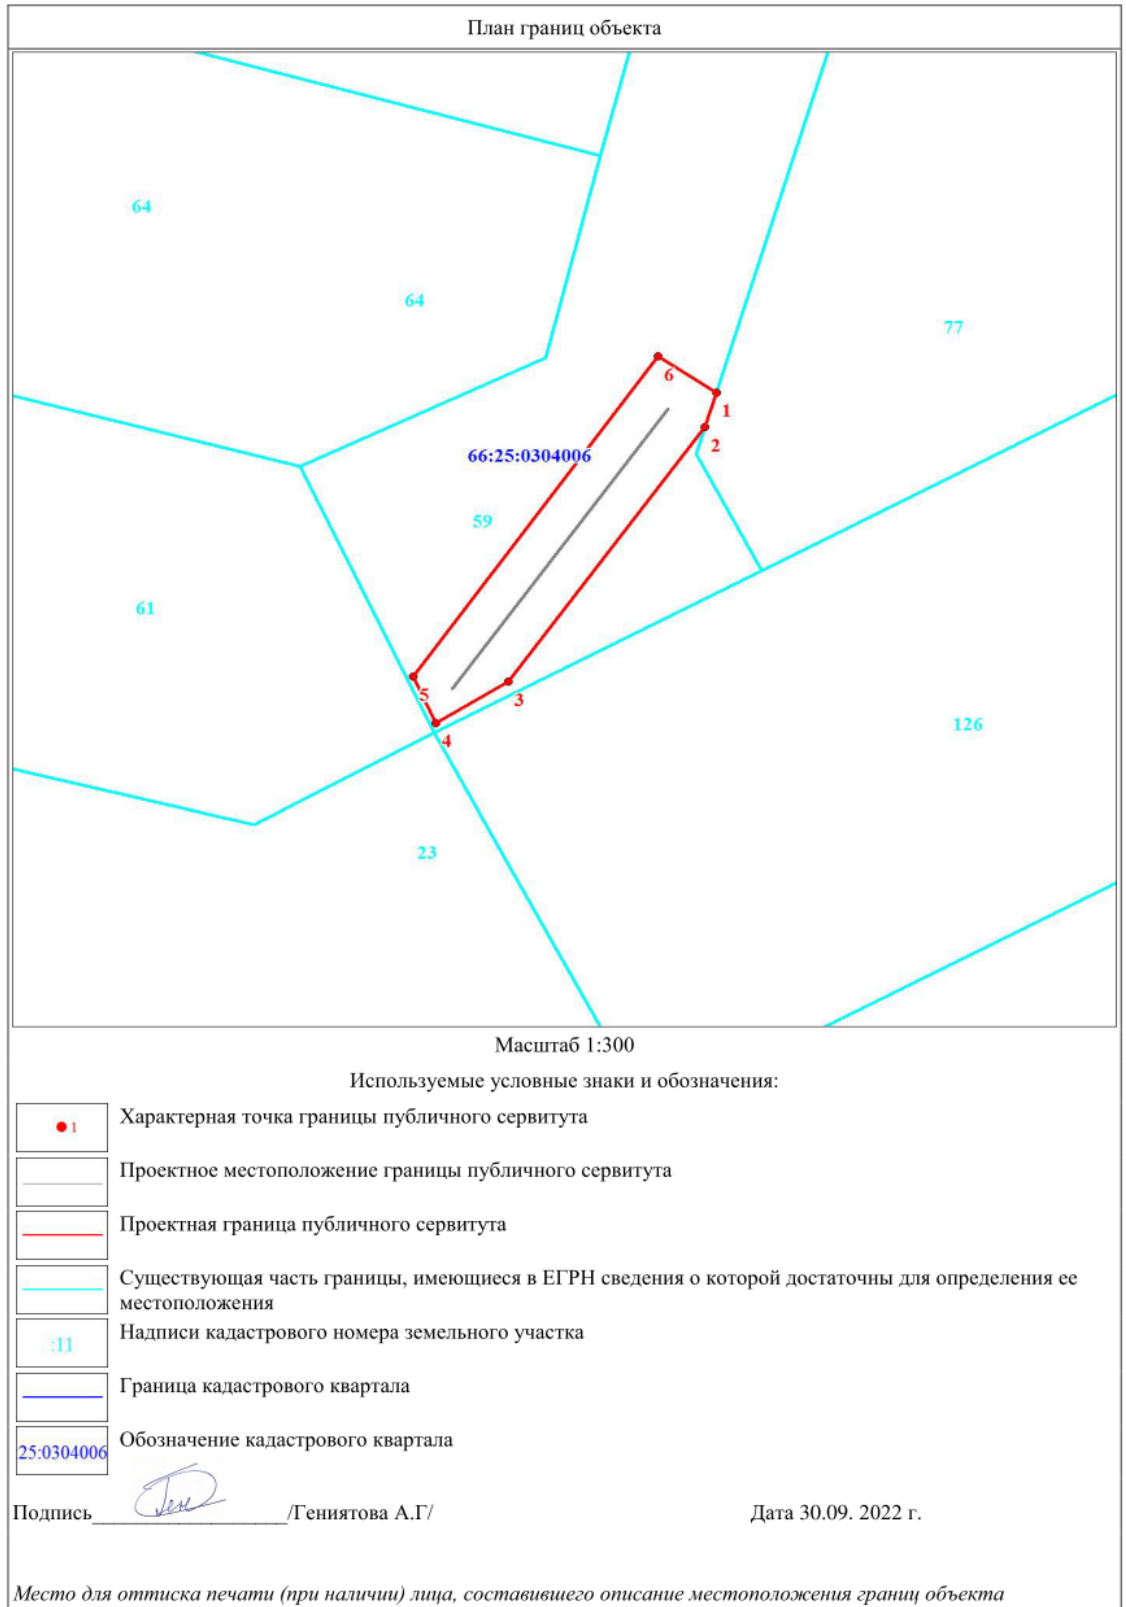 План границ объекта
64
64
77
6
1
2
66:25:0304006
59
61
5
3
4
126
23
Масштаб 1:300
Используемые условные знаки и обозначения:
1
Характерная точка границы публичного сервитута
Проектное местоположение границы публичного сервитута
Проектная граница публичного сервитута
Существующая часть границы, имеющиеся в ЕГРН сведения о которой достаточны для определения ее
местоположения
:11
Надписи кадастрового номера земельного участка
Граница кадастрового квартала
25:0304006
Обозначение кадастрового квартала
Подпись____________________/Гениятова А.Г/ Дата 30.09. 2022 г.
Место для оттиска печати (при наличии) лица, составившего описание местоположения границ объекта